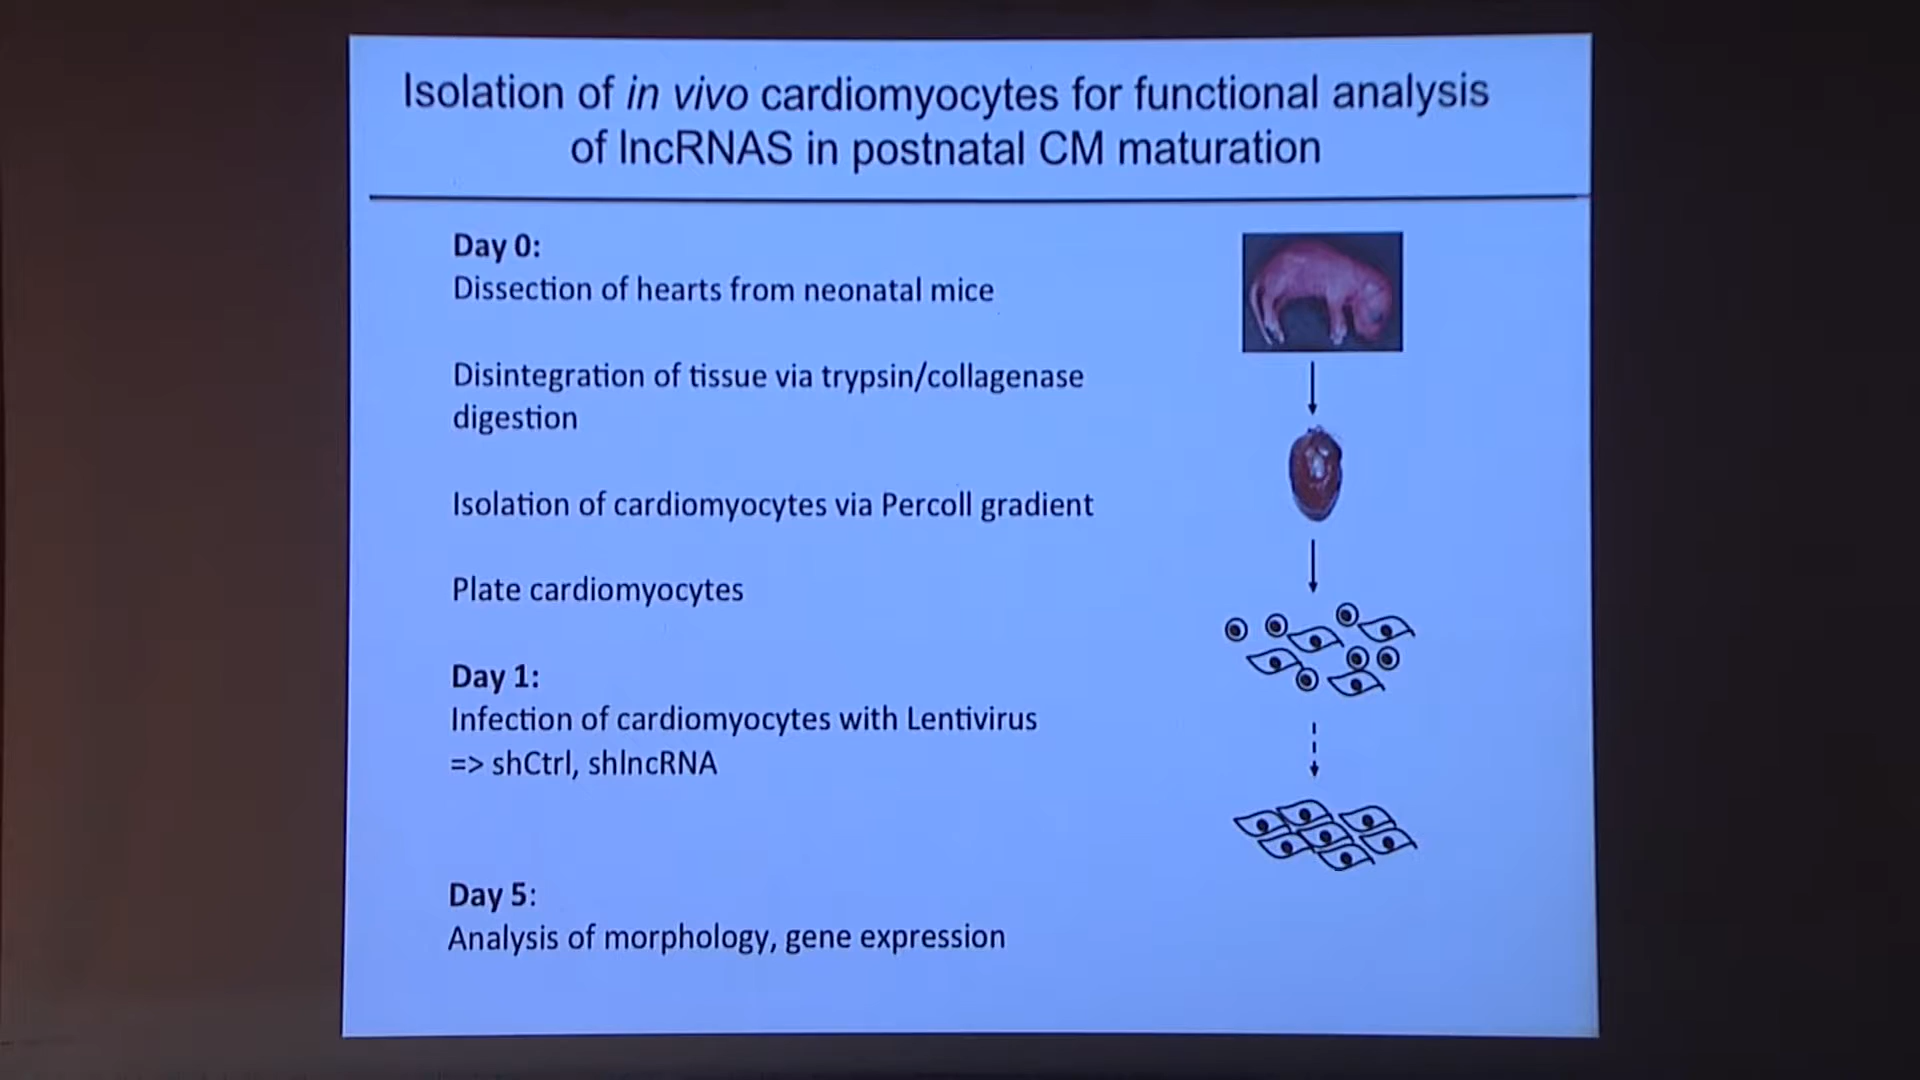 Isolation of in vivo cardiomyocytes for functional analysis
of lncRNAS in postnatal CM maturation
Day 0:
Dissection of hearts from neonatal mice
Disintegration of tissue via trypsin/collagenase
digestion
Isolation of cardiomyocytes via Percoll gradient
Plate cardiomyocytes
Day 1:
Infection of cardiomyocytes with Lentivirus
=> shCtrl, shlncRNA
Day 5:
Analysis of morphology, gene expression